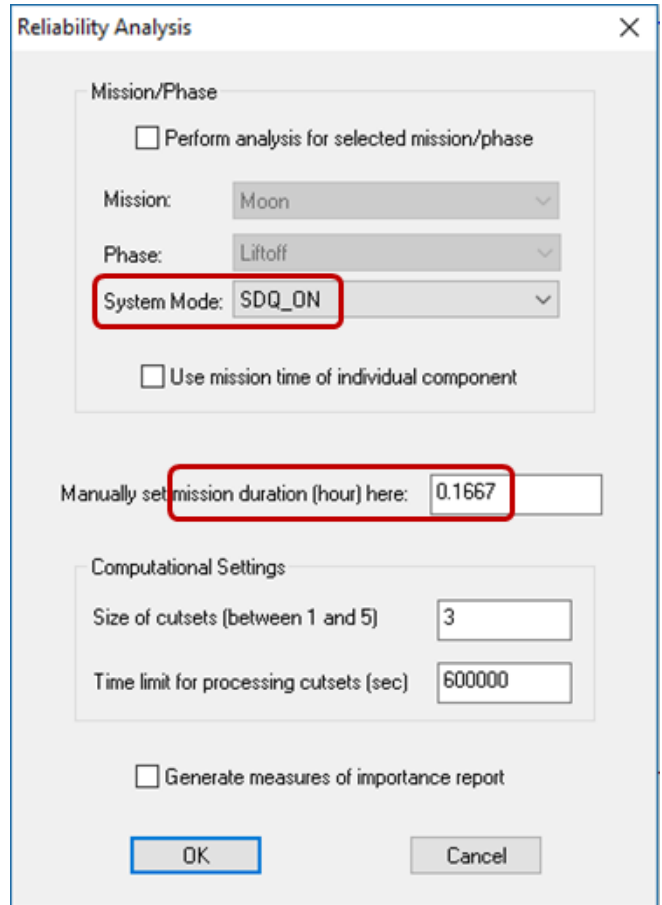 Reliability Analysis
Mission/Phase
Perform analysis for selected mission/phase
Mission: Moon
Phase: Liftoff
System Mode: SDQ_ON
Use mission time of individual component
Manually set mission duration (hour) here: 0.1667
Computational Settings
Size of cutsets (between 1 and 5) 3
Time limit for processing cutsets (sec) 600000
Generate measures of importance report
OK Cancel